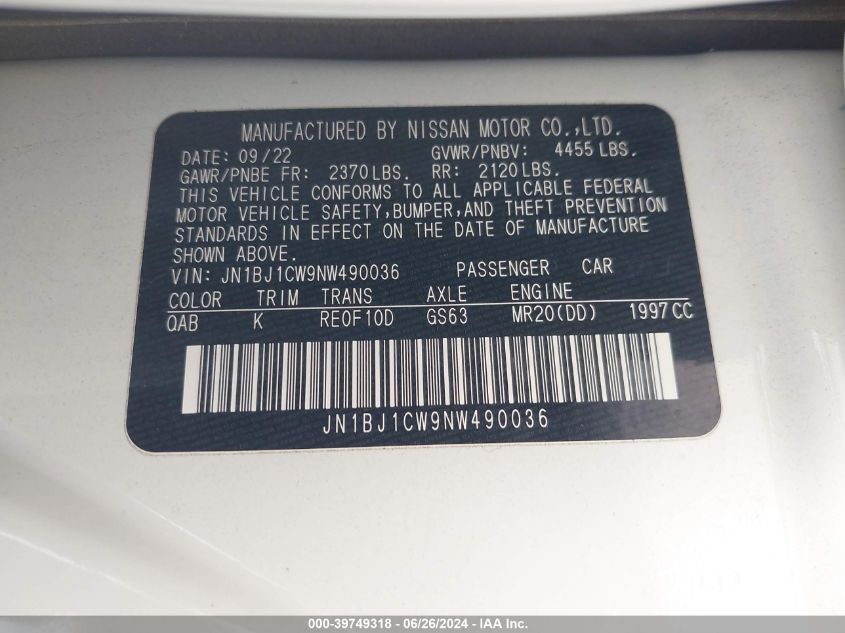 MANUFACTURED BY NISSAN MOTOR CO.,LTD.
DATE: 09/22 GVWR/PNBV: 4455 LBS.
GAWR/PNBE FR: 2370 LBS. RR: 2120 LBS.
THIS VEHICLE CONFORMS TO ALL APPLICABLE FEDERAL
MOTOR VEHICLE SAFETY,BUMPER,AND THEFT PREVENTION
STANDARDS IN EFFECT ON THE DATE OF MANUFACTURE
SHOWN ABOVE.
VIN: JN1BJ1CW9NW490036 PASSENGER CAR
COLOR TRIM TRANS AXLE ENGINE
QAB K RE0F10D GS63 MR20(DD) 1997CC
JN1BJ1CW9NW490036
000-39749318 - 06/26/2024 - IAA Inc.